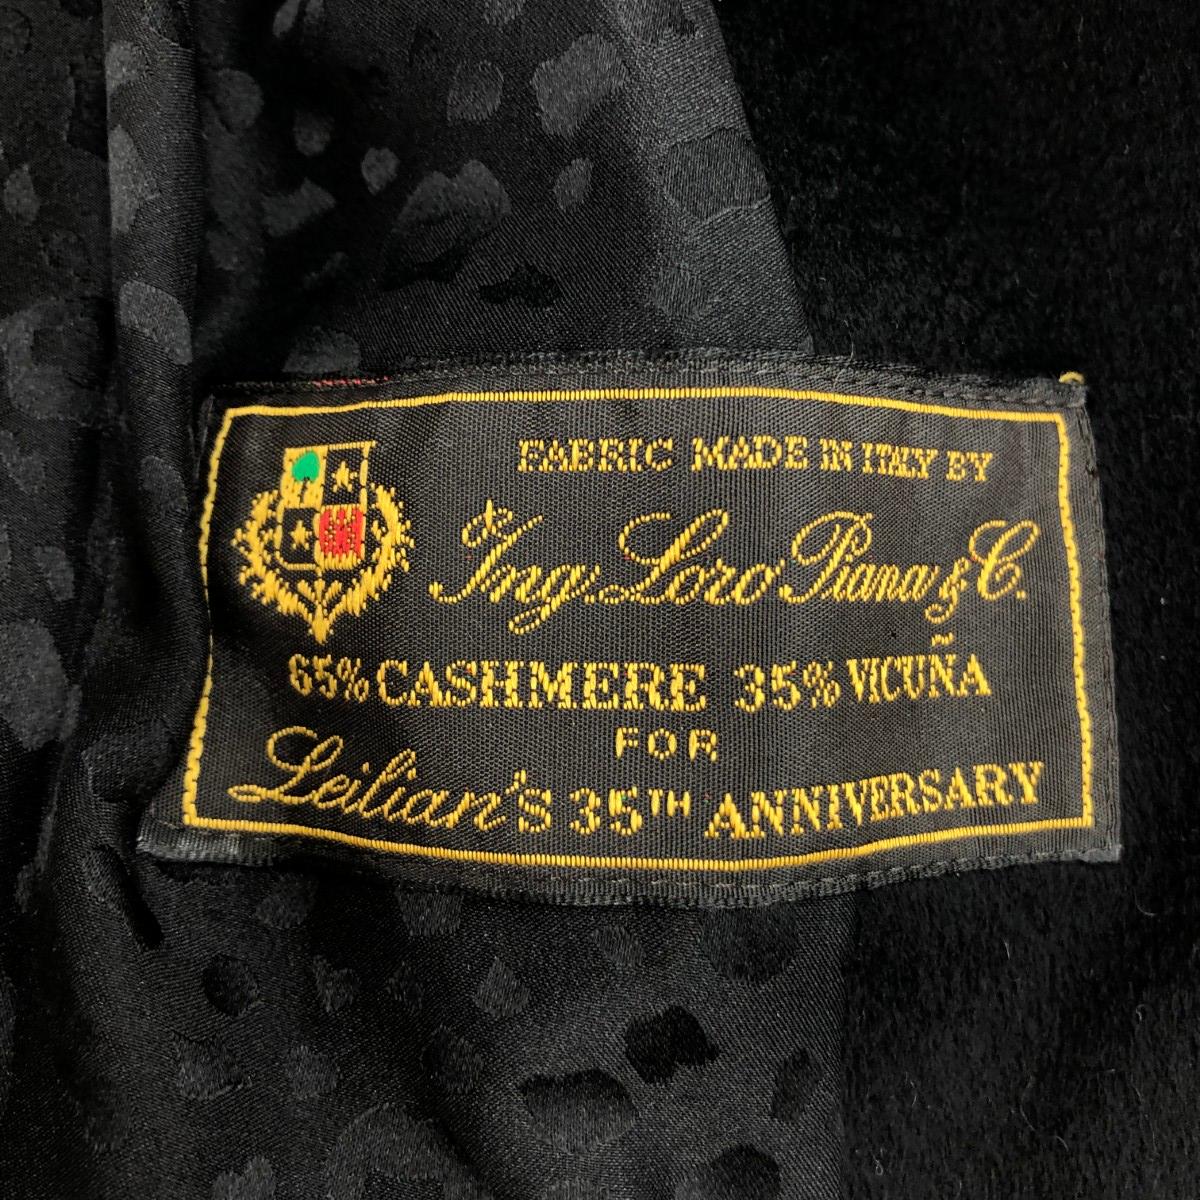 FABRIC MADE IN ITALY BY
Ing. Loro Piana & C.
65% CASHMERE 35% VICUÑA
FOR
Leilian's 35TH ANNIVERSARY